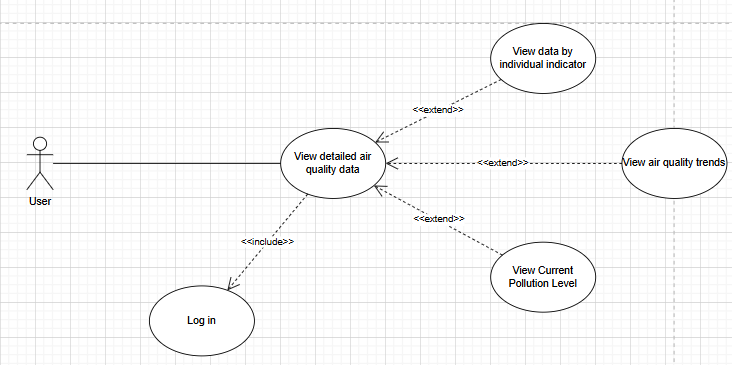 View data by
individual indicator
<<extend>>
View detailed air
quality data
<<extend>>
View air quality trends
User
<<extend>>
<<include>>
View Current
Pollution Level
Log in